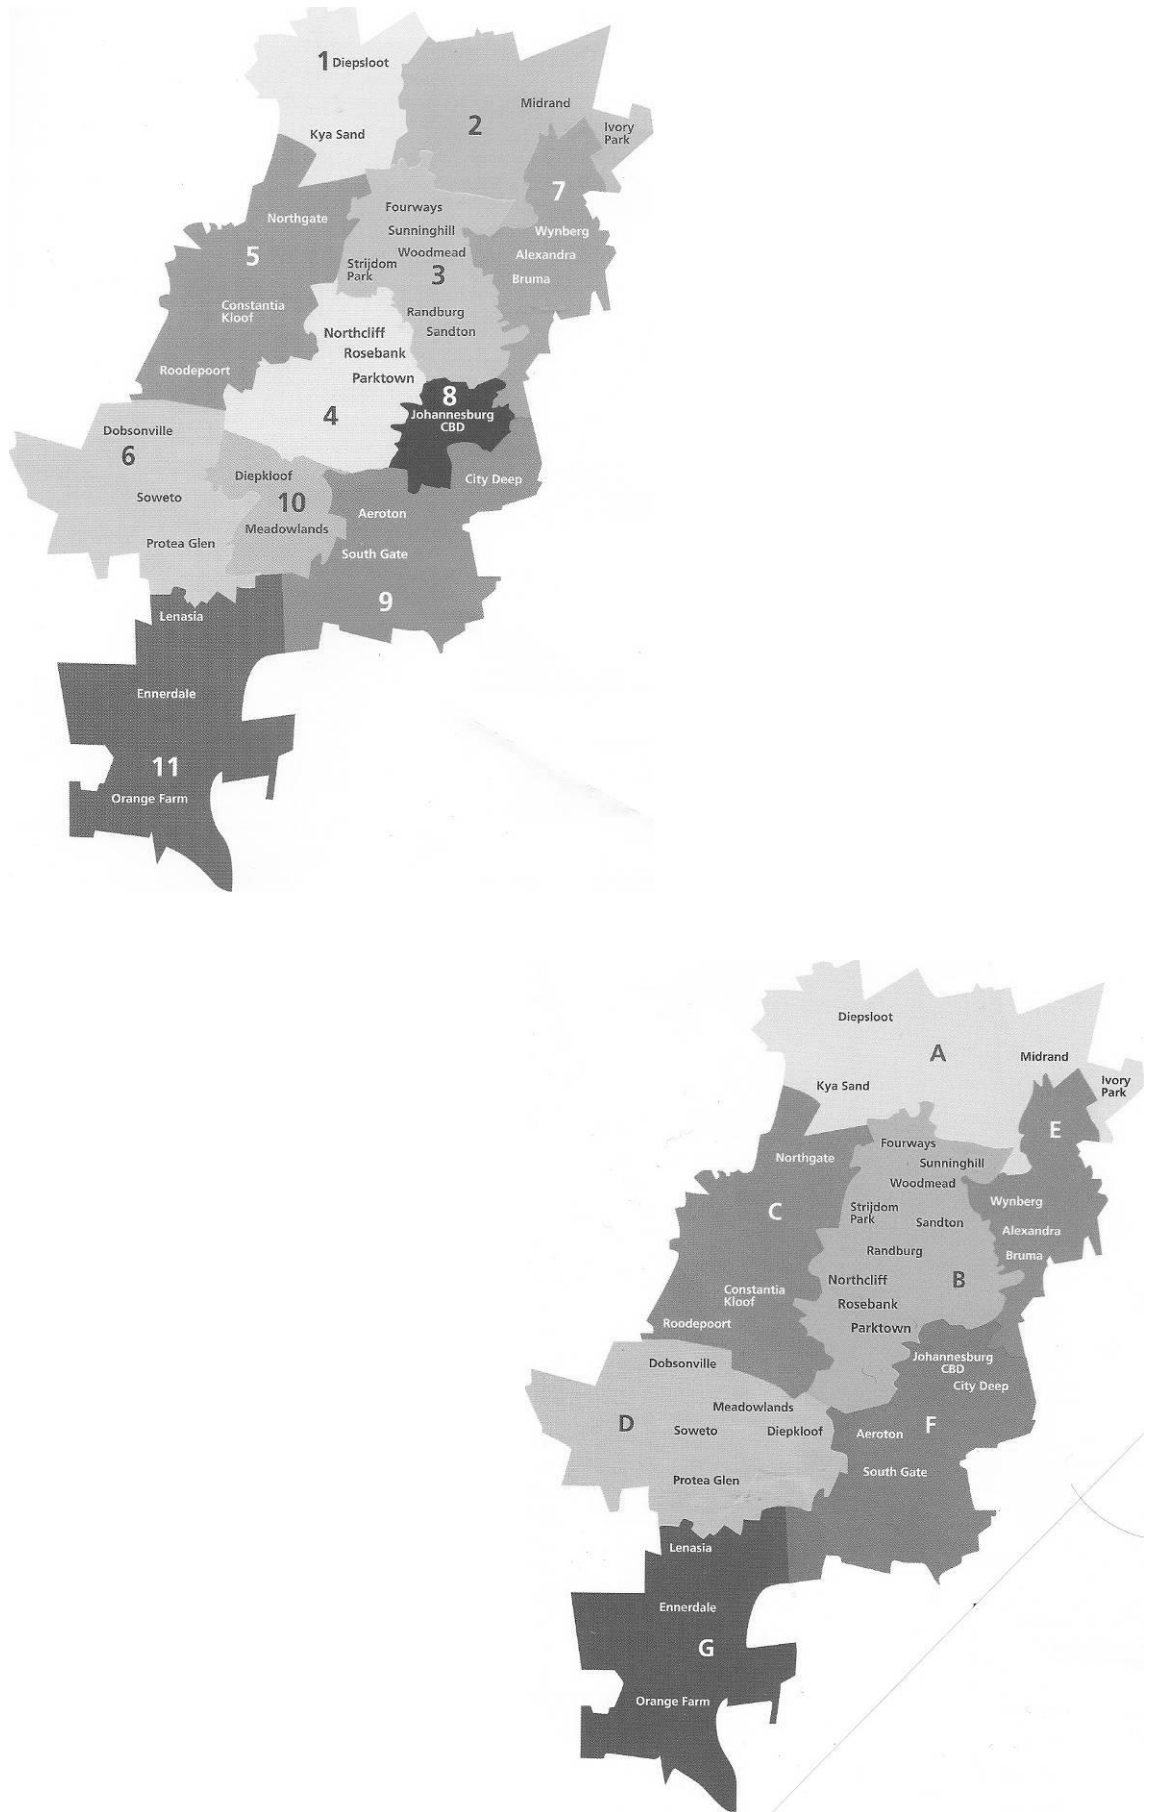 1 Diepsloot
Midrand
2
Ivory
Park
Kya Sand
7
Fourways
Northgate
Sunninghill
Wynberg
5
Woodmead
Alexandra
Strijdom
Park
3
Bruma
Constantia
Kloof
Randburg
Northcliff
Sandton
Rosebank
Roodepoort
Parktown
8
4
Johannesburg
CBD
Dobsonville
6
Diepkloof
City Deep
Soweto
10
Aeroton
Meadowlands
Protea Glen
South Gate
9
Lenasia
Ennerdale
11
Orange Farm
Diepsloot
A
Midrand
Kya Sand
Ivory
Park
E
Fourways
Northgate
Sunninghill
Woodmead
Wynberg
C
Strijdom
Park
Sandton
Alexandra
Randburg
Bruma
Northcliff
B
Constantia
Kloof
Rosebank
Roodepoort
Parktown
Dobsonville
Johannesburg
CBD
City Deep
Meadowlands
D
Soweto
Diepkloof
Aeroton
F
Protea Glen
South Gate
Lenasia
Ennerdale
G
Orange Farm